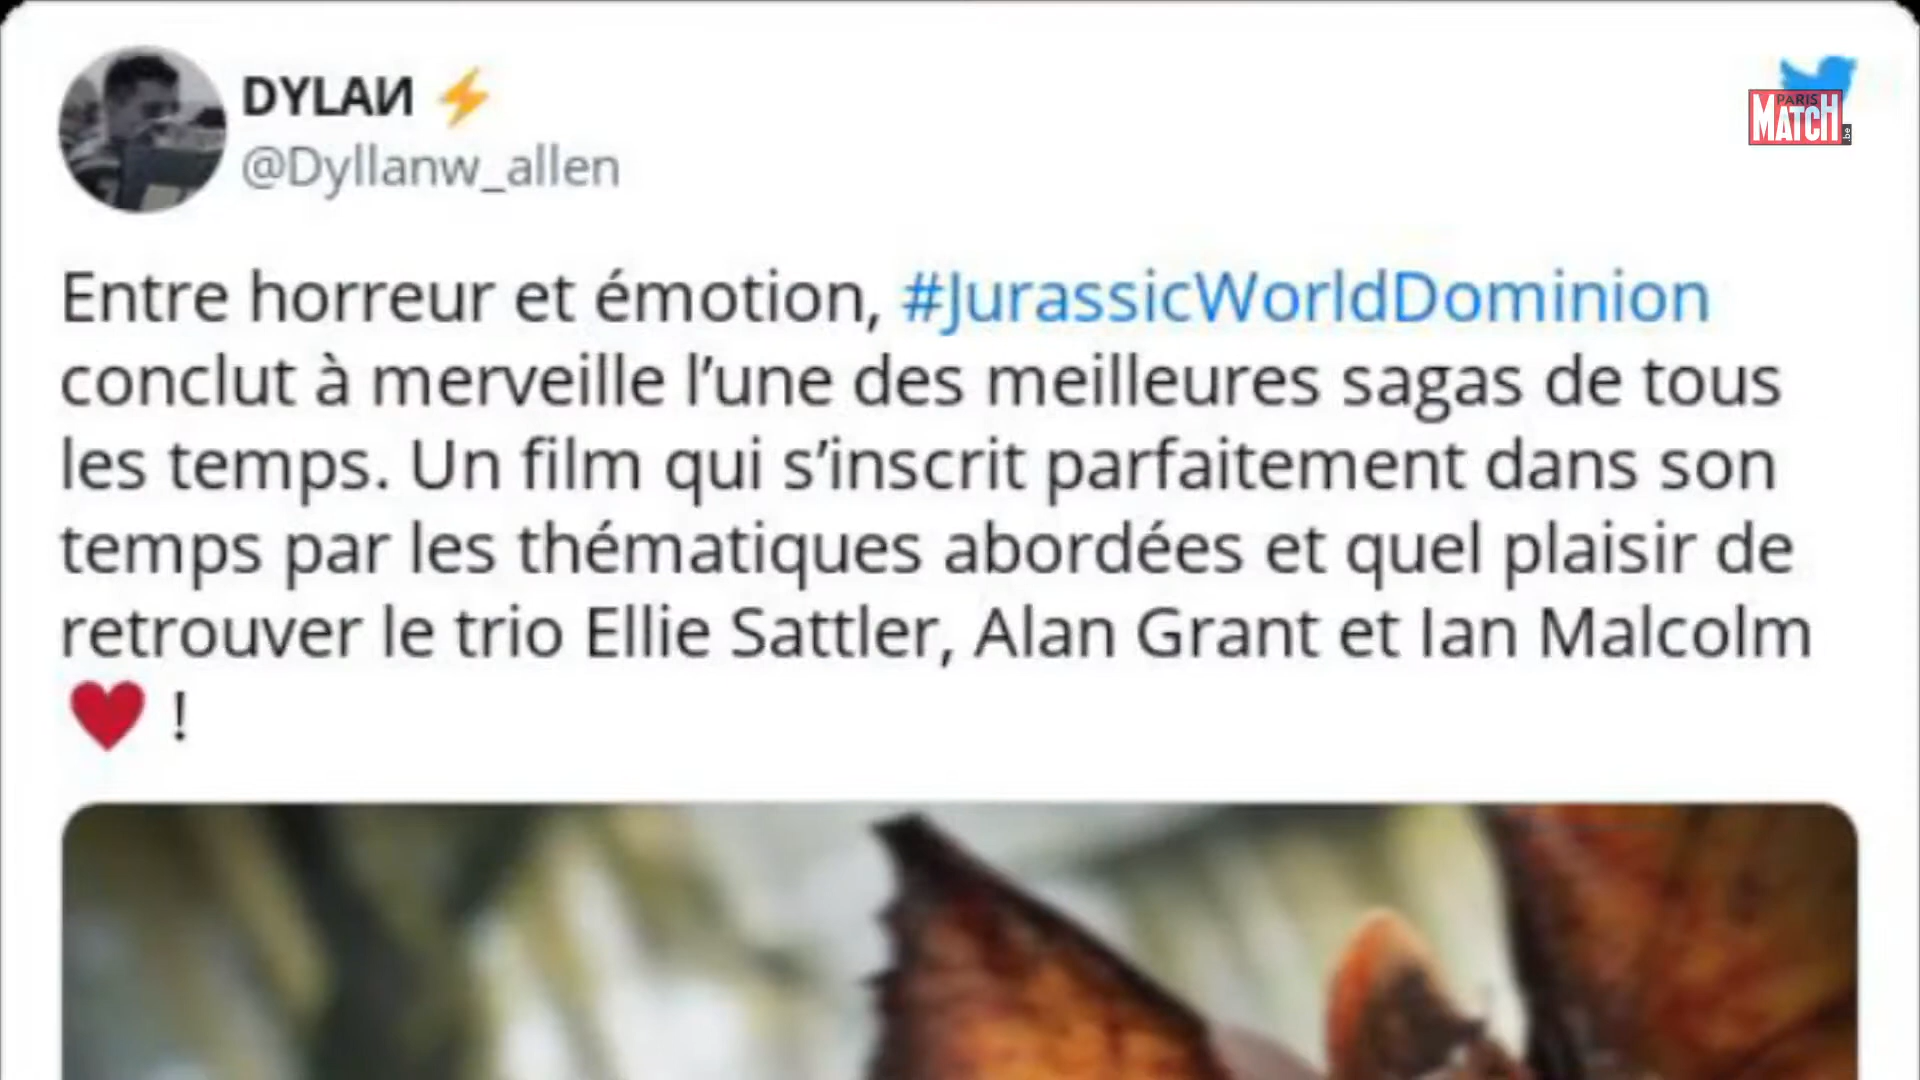 DYLAИ ⚡
PARIS
MATCH
.be
@Dyllanw_allen
Entre horreur et émotion, #JurassicWorldDominion
conclut à merveille l’une des meilleures sagas de tous
les temps. Un film qui s’inscrit parfaitement dans son
temps par les thématiques abordées et quel plaisir de
retrouver le trio Ellie Sattler, Alan Grant et Ian Malcolm
❤️ !